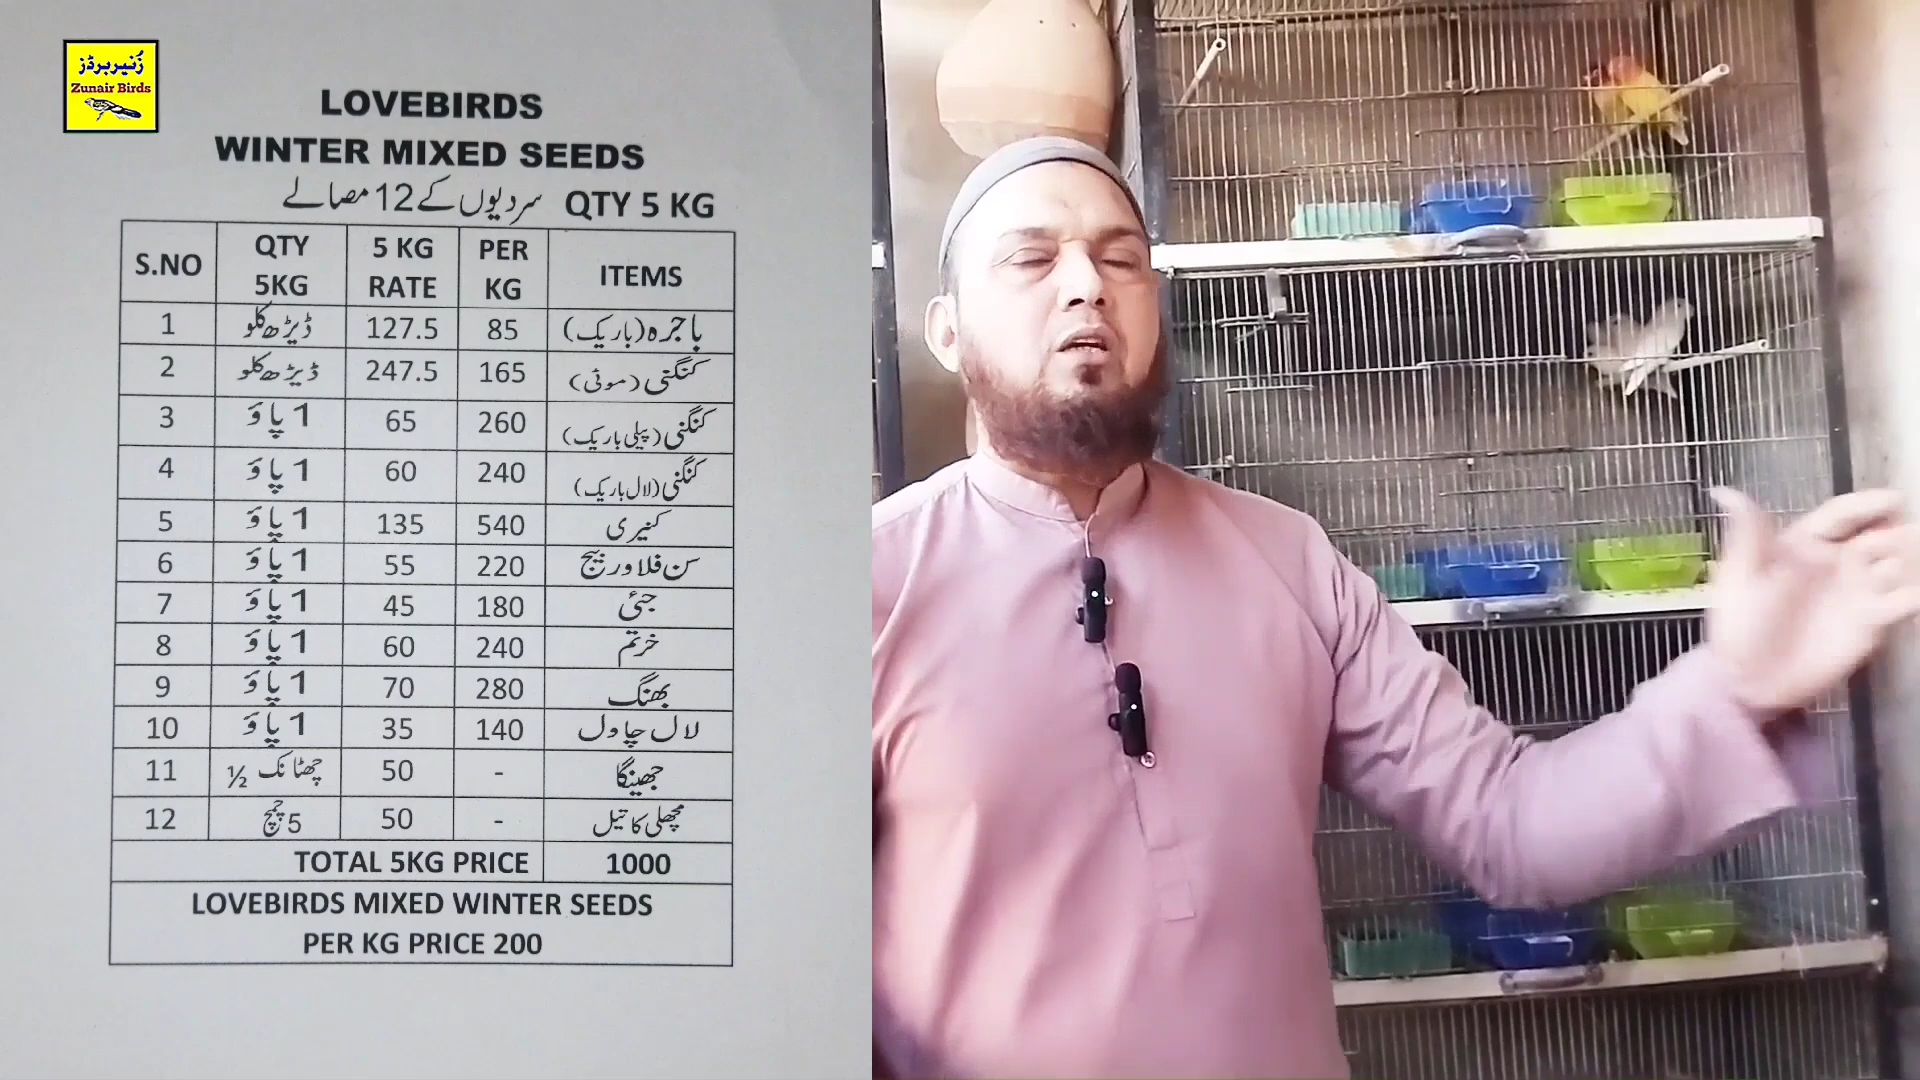 زُنیر برڈز
Zunair Birds
LOVEBIRDS
WINTER MIXED SEEDS
سردیوں کے 12 مصالے QTY 5 KG
S.NO QTY 5KG 5 KG RATE PER KG ITEMS
1 ڈیڑھ کلو 127.5 85 باجرہ (باریک)
2 ڈیڑھ کلو 247.5 165 کنگنی (موٹی)
3 1 پاؤ 65 260 کنگنی (پیلی باریک)
4 1 پاؤ 60 240 کنگنی (لال باریک)
5 1 پاؤ 135 540 کنیری
6 1 پاؤ 55 220 سن فلاور بیج
7 1 پاؤ 45 180 جئی
8 1 پاؤ 60 240 خرتم
9 1 پاؤ 70 280 بھنگ
10 1 پاؤ 35 140 لال چاول
11 ½ چھٹانک 50 - جھینگا
12 5 چمچ 50 - مچھلی کا تیل
TOTAL 5KG PRICE 1000
LOVEBIRDS MIXED WINTER SEEDS
PER KG PRICE 200